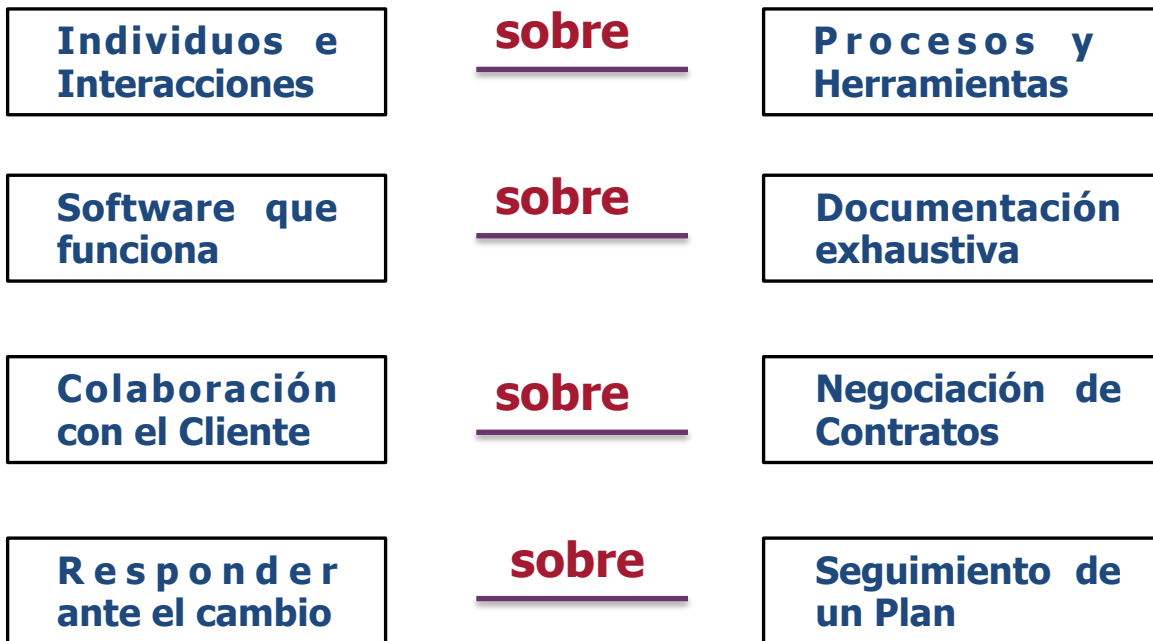 Individuos e
Interacciones
sobre
Procesos y
Herramientas
Software que
funciona
sobre
Documentación
exhaustiva
Colaboración
con el Cliente
sobre
Negociación de
Contratos
Responder
ante el cambio
sobre
Seguimiento de
un Plan